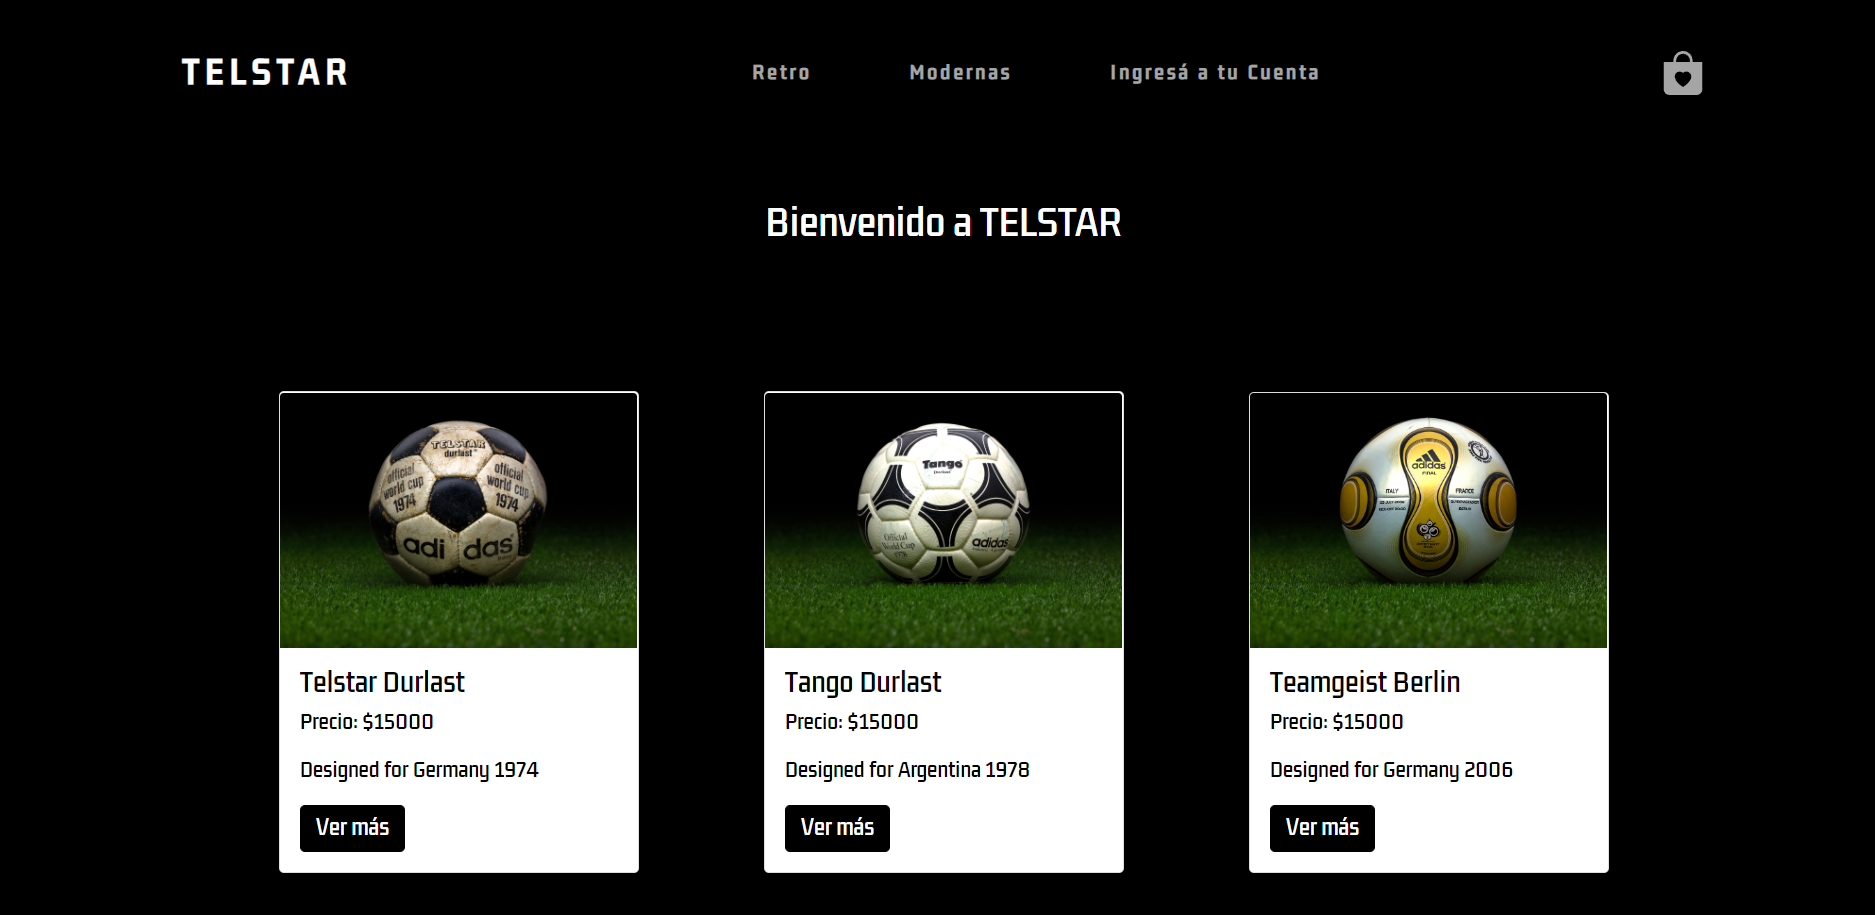 TELSTAR
Retro
Modernas
Ingresá a tu Cuenta
Bienvenido a TELSTAR
TELSTAR
durlast
official
world cup
1974
official
world cup
1974
adi das
Tango
Durlast
Official
World Cup
1978
adidas
adidas
FINAL
ITALY
FRANCE
BERLIN
Telstar Durlast
Precio: $15000
Designed for Germany 1974
Ver más
Tango Durlast
Precio: $15000
Designed for Argentina 1978
Ver más
Teamgeist Berlin
Precio: $15000
Designed for Germany 2006
Ver más